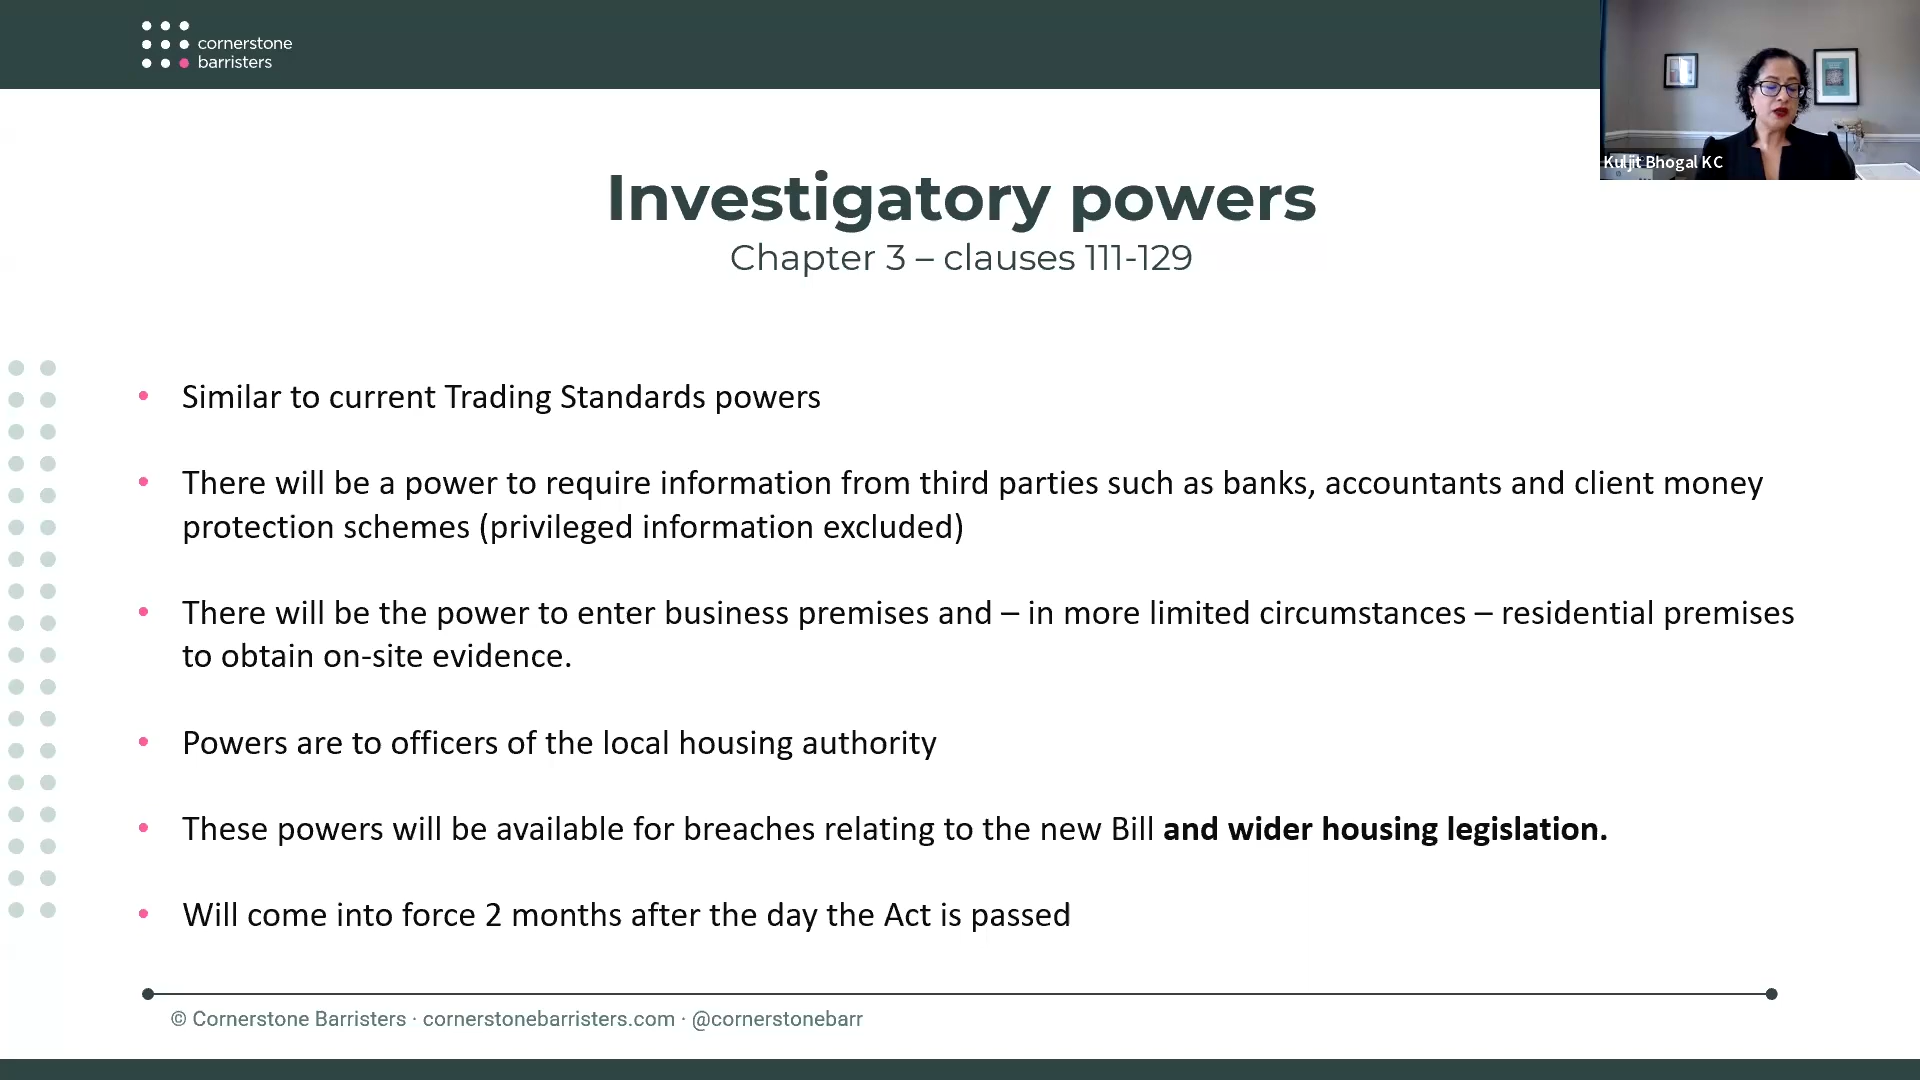 cornerstone
barristers
Kuljit Bhogal KC
Investigatory powers
Chapter 3 – clauses 111-129
• Similar to current Trading Standards powers
• There will be a power to require information from third parties such as banks, accountants and client money
protection schemes (privileged information excluded)
• There will be the power to enter business premises and – in more limited circumstances – residential premises
to obtain on-site evidence.
• Powers are to officers of the local housing authority
• These powers will be available for breaches relating to the new Bill and wider housing legislation.
• Will come into force 2 months after the day the Act is passed
© Cornerstone Barristers · cornerstonebarristers.com · @cornerstonebarr